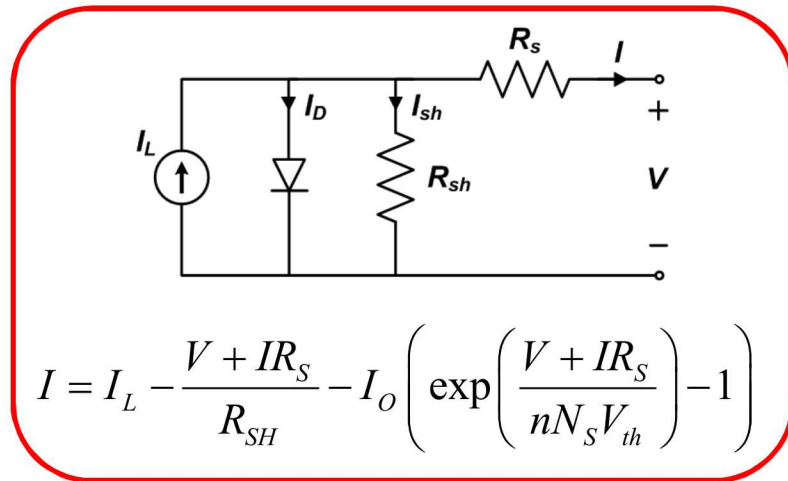 R_s I
I_D I_sh
I_L
R_sh
+
V
−
I = I_L − (V + IR_S)/R_SH − I_O (exp((V + IR_S)/(nN_S V_th)) − 1)